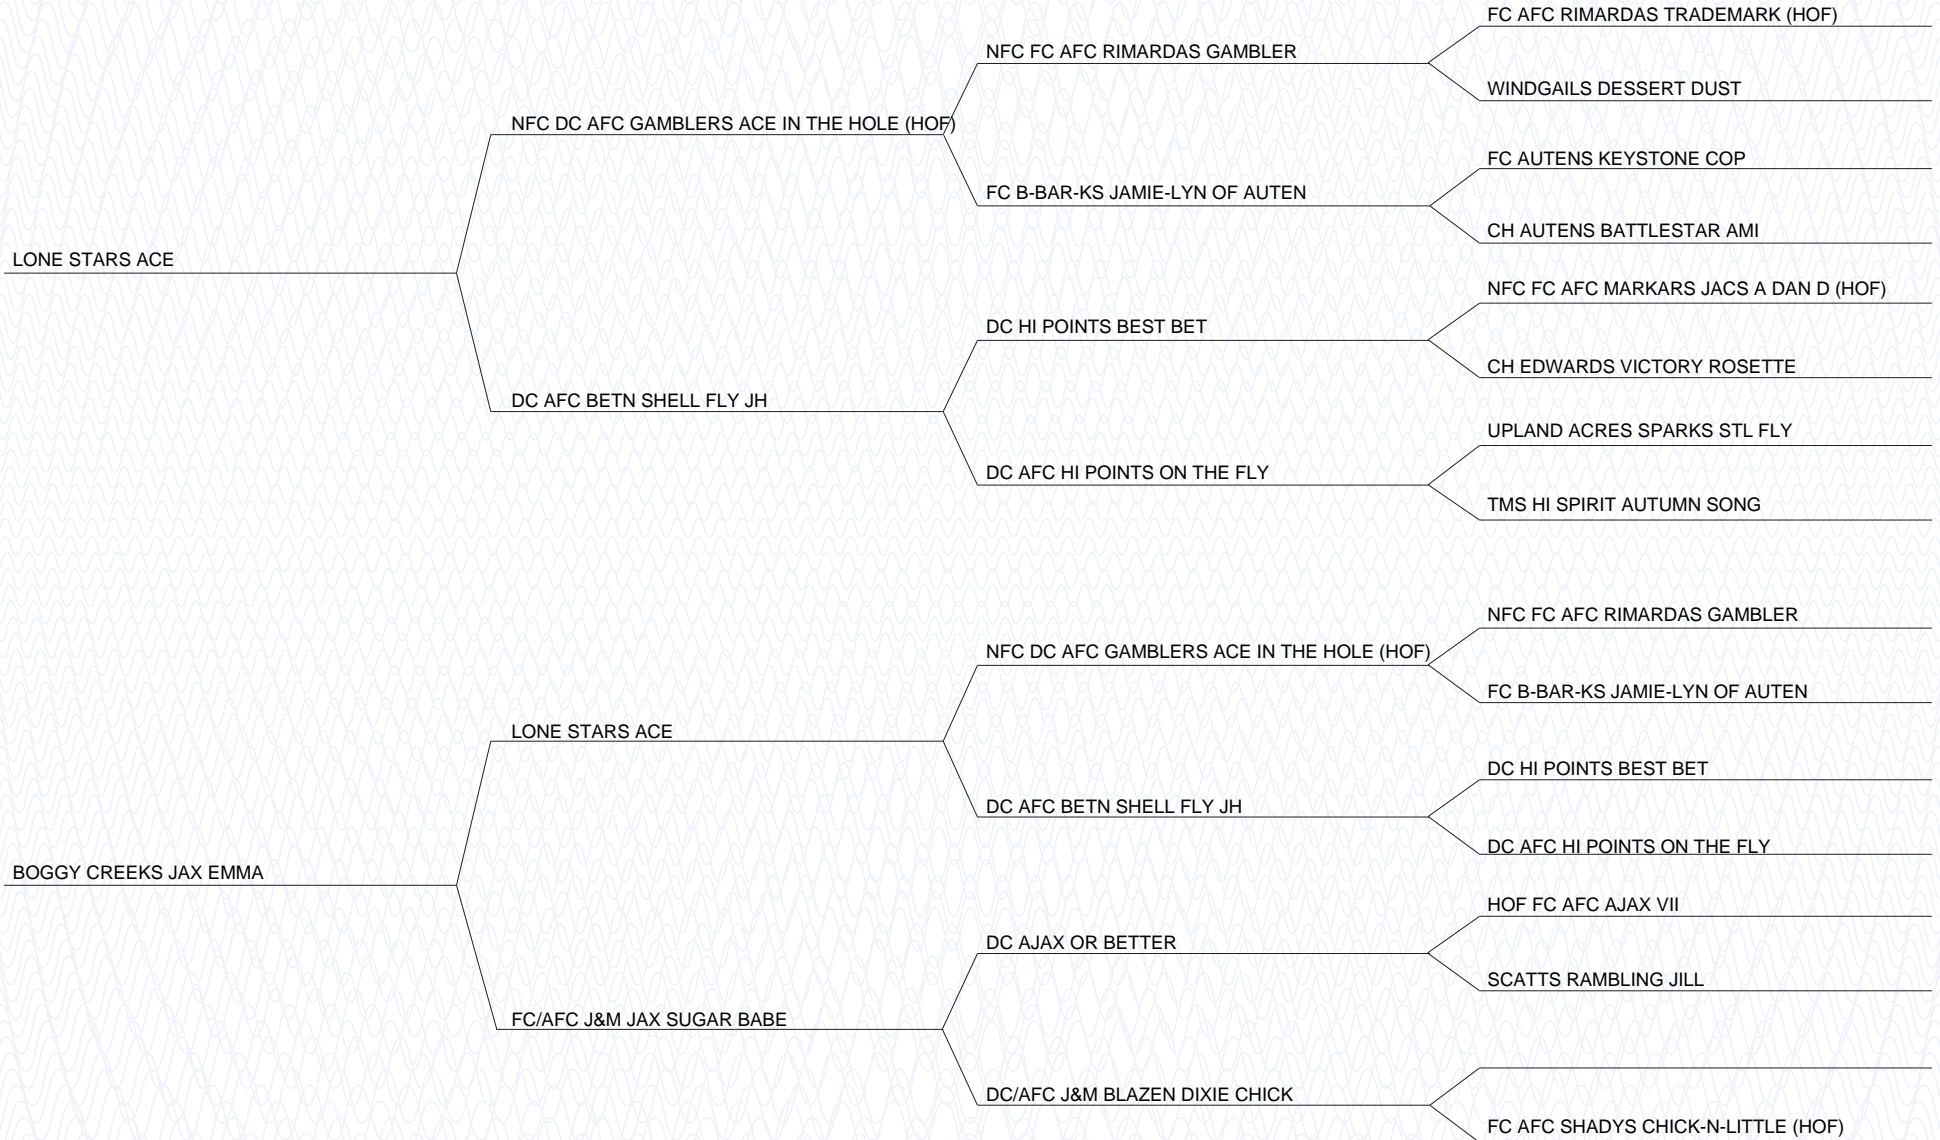 FC AFC RIMARDAS TRADEMARK (HOF)
NFC FC AFC RIMARDAS GAMBLER
WINDGAILS DESSERT DUST
NFC DC AFC GAMBLERS ACE IN THE HOLE (HOF)
FC AUTENS KEYSTONE COP
FC B-BAR-KS JAMIE-LYN OF AUTEN
CH AUTENS BATTLESTAR AMI
LONE STARS ACE
NFC FC AFC MARKARS JACS A DAN D (HOF)
DC HI POINTS BEST BET
CH EDWARDS VICTORY ROSETTE
DC AFC BETN SHELL FLY JH
UPLAND ACRES SPARKS STL FLY
DC AFC HI POINTS ON THE FLY
TMS HI SPIRIT AUTUMN SONG
NFC FC AFC RIMARDAS GAMBLER
NFC DC AFC GAMBLERS ACE IN THE HOLE (HOF)
FC B-BAR-KS JAMIE-LYN OF AUTEN
LONE STARS ACE
DC HI POINTS BEST BET
DC AFC BETN SHELL FLY JH
DC AFC HI POINTS ON THE FLY
BOGGY CREEKS JAX EMMA
HOF FC AFC AJAX VII
DC AJAX OR BETTER
SCATTS RAMBLING JILL
FC/AFC J&M JAX SUGAR BABE
DC/AFC J&M BLAZEN DIXIE CHICK
FC AFC SHADYS CHICK-N-LITTLE (HOF)